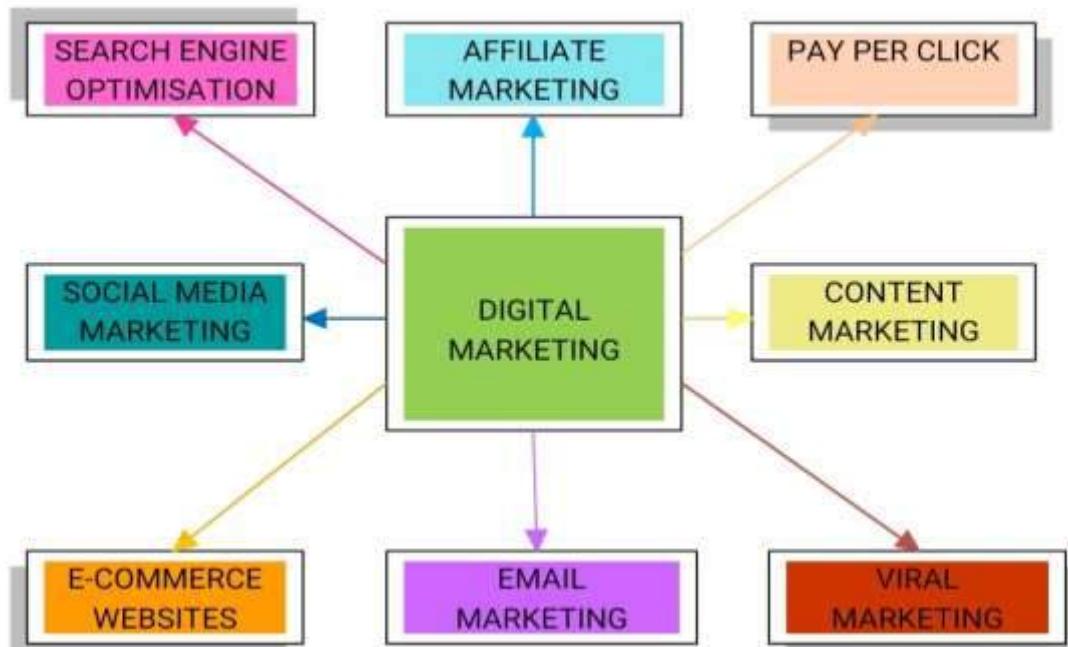 SEARCH ENGINE
OPTIMISATION
AFFILIATE
MARKETING
PAY PER CLICK
SOCIAL MEDIA
MARKETING
DIGITAL
MARKETING
CONTENT
MARKETING
E-COMMERCE
WEBSITES
EMAIL
MARKETING
VIRAL
MARKETING